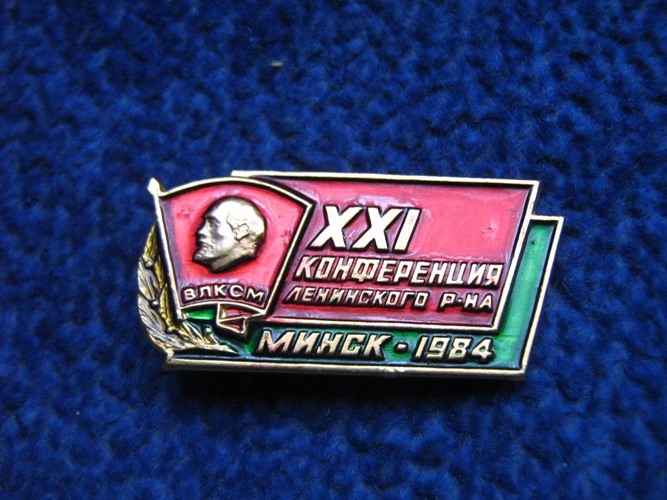 ВЛКСМ
XXI
КОНФЕРЕНЦИЯ
ЛЕНИНСКОГО Р-НА
МИНСК - 1984